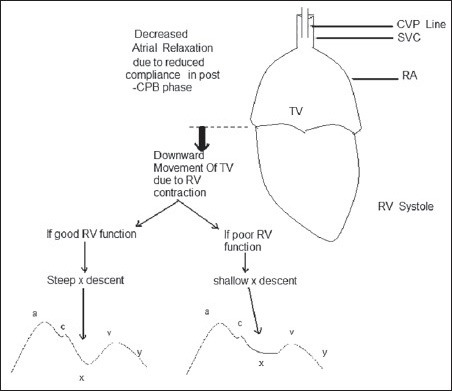 Decreased
Atrial Relaxation
due to reduced
compliance in post
-CPB phase
CVP Line
SVC
RA
TV
Downward
Movement Of TV
due to RV
contraction
RV Systole
If good RV function
If poor RV
function
Steep x descent
shallow x descent
a
c
v
y
x
a
c
v
y
x